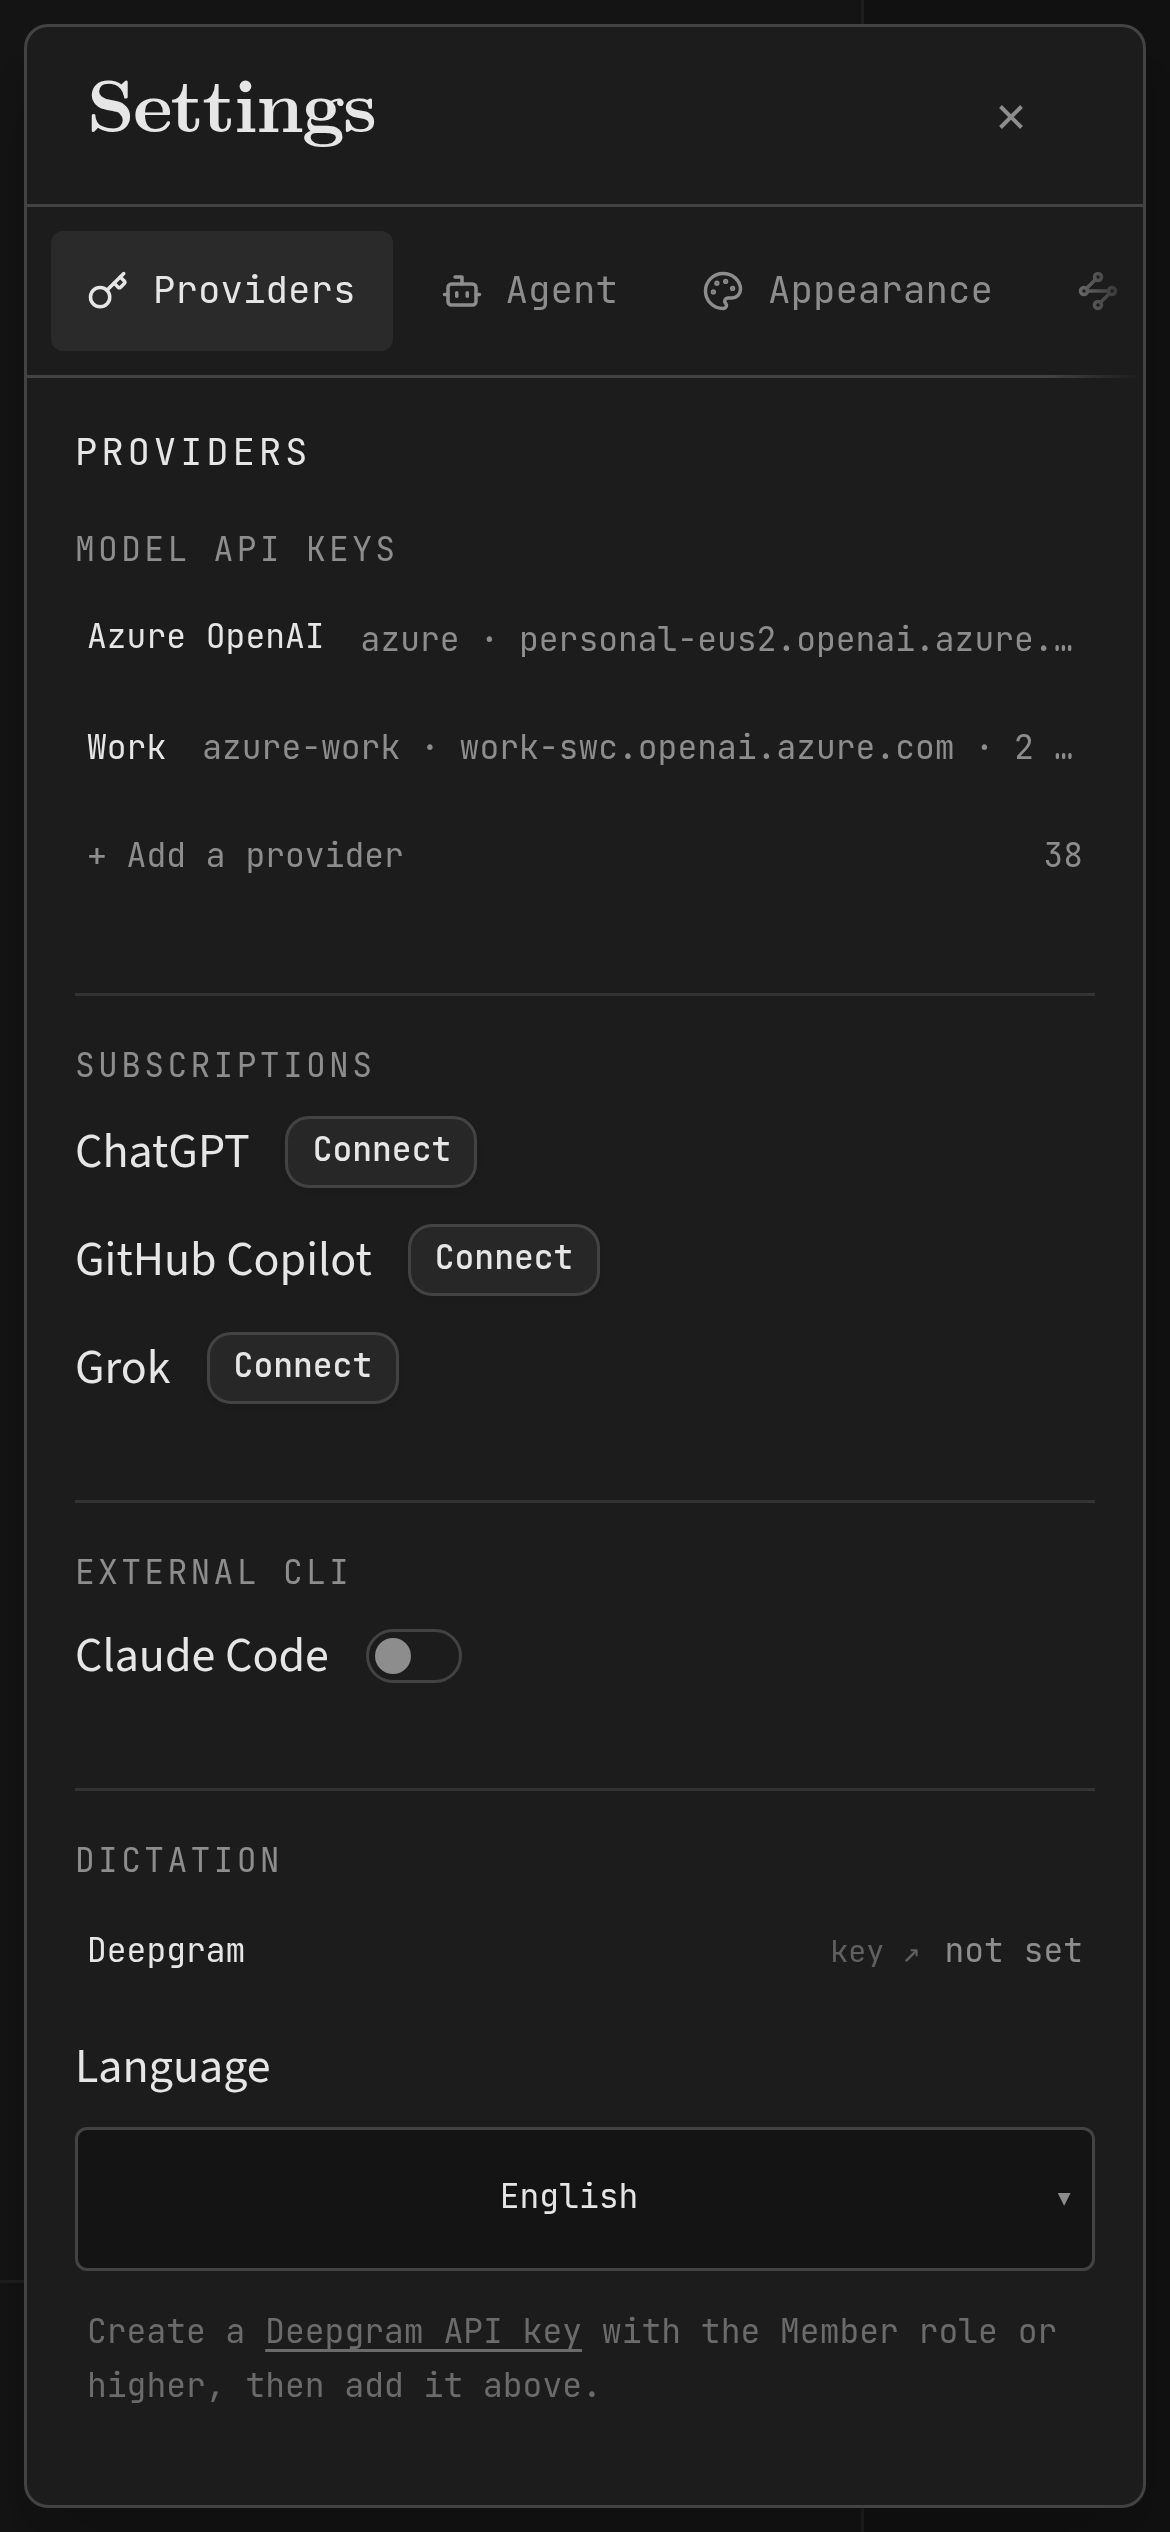 Settings
×
Providers Agent Appearance
PROVIDERS
MODEL API KEYS
Azure OpenAI azure · personal-eus2.openai.azure.…
Work azure-work · work-swc.openai.azure.com · 2 …
+ Add a provider 38
SUBSCRIPTIONS
ChatGPT Connect
GitHub Copilot Connect
Grok Connect
EXTERNAL CLI
Claude Code
DICTATION
Deepgram key ↗ not set
Language
English ▾
Create a Deepgram API key with the Member role or
higher, then add it above.